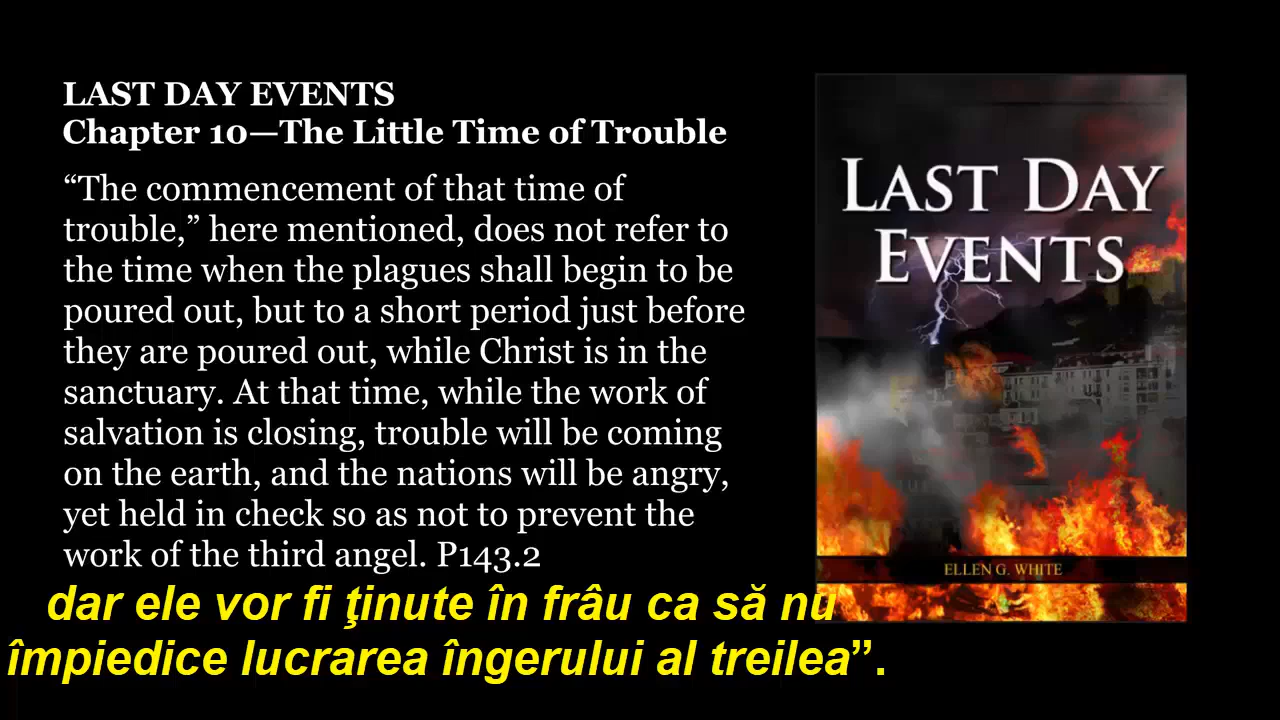 LAST DAY EVENTS
Chapter 10—The Little Time of Trouble
“The commencement of that time of
trouble,” here mentioned, does not refer to
the time when the plagues shall begin to be
poured out, but to a short period just before
they are poured out, while Christ is in the
sanctuary. At that time, while the work of
salvation is closing, trouble will be coming
on the earth, and the nations will be angry,
yet held in check so as not to prevent the
work of the third angel. P143.2
LAST DAY
EVENTS
ELLEN G. WHITE
dar ele vor fi ţinute în frâu ca să nu
împiedice lucrarea îngerului al treilea”.